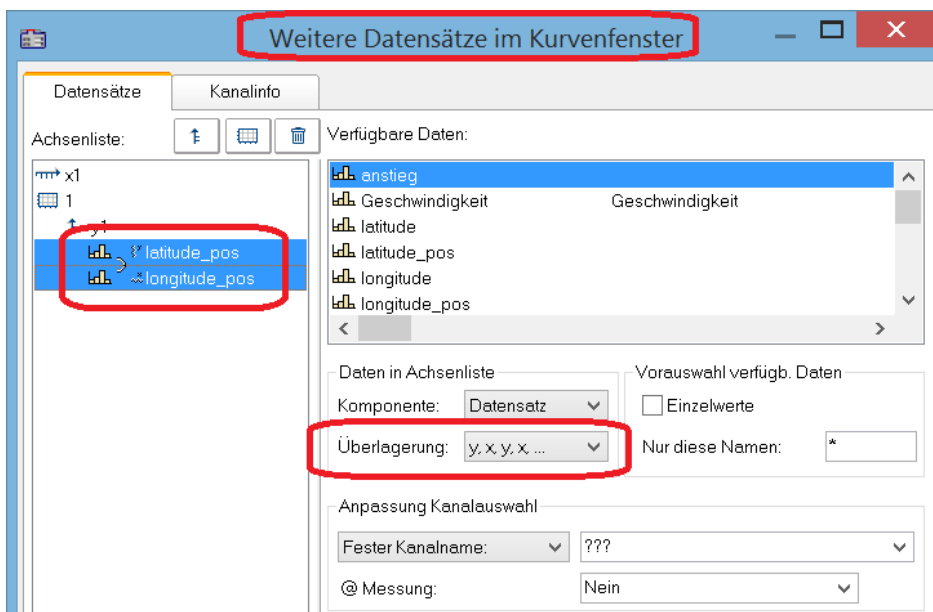 Weitere Datensätze im Kurvenfenster
Datensätze
Kanalinfo
Achsenliste:
x1
1
y1
latitude_pos
longitude_pos
Verfügbare Daten:
anstieg
Geschwindigkeit Geschwindigkeit
latitude
latitude_pos
longitude
longitude_pos
Daten in Achsenliste
Komponente: Datensatz
Überlagerung: y, x, y, x, ...
Vorauswahl verfügb. Daten
Einzelwerte
Nur diese Namen: *
Anpassung Kanalauswahl
Fester Kanalname: ???
@ Messung: Nein